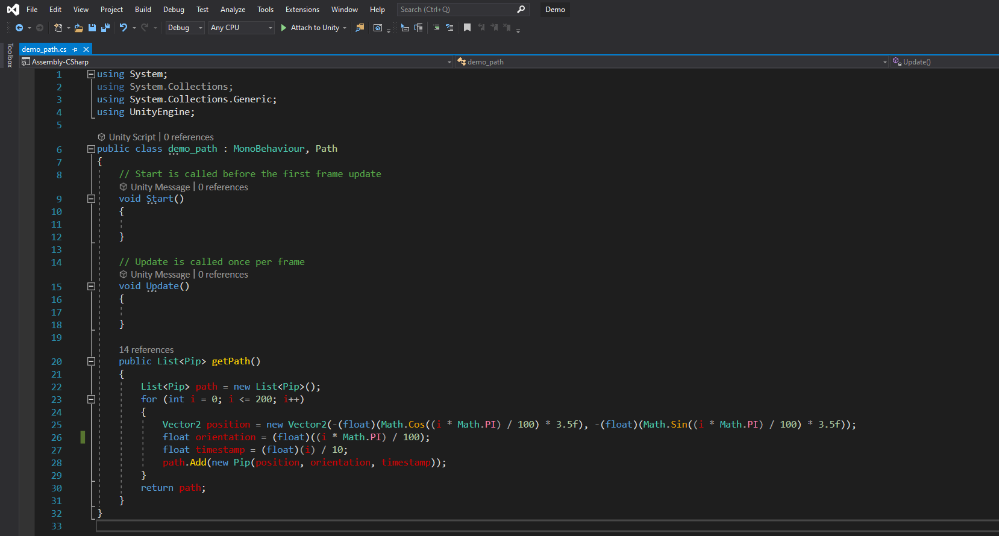 File Edit View Project Build Debug Test Analyze Tools Extensions Window Help Search (Ctrl+Q) Demo
Debug Any CPU Attach to Unity
Toolbox
demo_path.cs
Assembly-CSharp demo_path Update()
1 using System;
2 using System.Collections;
3 using System.Collections.Generic;
4 using UnityEngine;
5
Unity Script | 0 references
6 public class demo_path : MonoBehaviour, Path
7 {
8 // Start is called before the first frame update
Unity Message | 0 references
9 void Start()
10 {
11
12 }
13
14 // Update is called once per frame
Unity Message | 0 references
15 void Update()
16 {
17
18 }
19
14 references
20 public List<Pip> getPath()
21 {
22 List<Pip> path = new List<Pip>();
23 for (int i = 0; i <= 200; i++)
24 {
25 Vector2 position = new Vector2(-(float)(Math.Cos((i * Math.PI) / 100) * 3.5f), -(float)(Math.Sin((i * Math.PI) / 100) * 3.5f));
26 float orientation = (float)((i * Math.PI) / 100);
27 float timestamp = (float)(i) / 10;
28 path.Add(new Pip(position, orientation, timestamp));
29 }
30 return path;
31 }
32 }
33